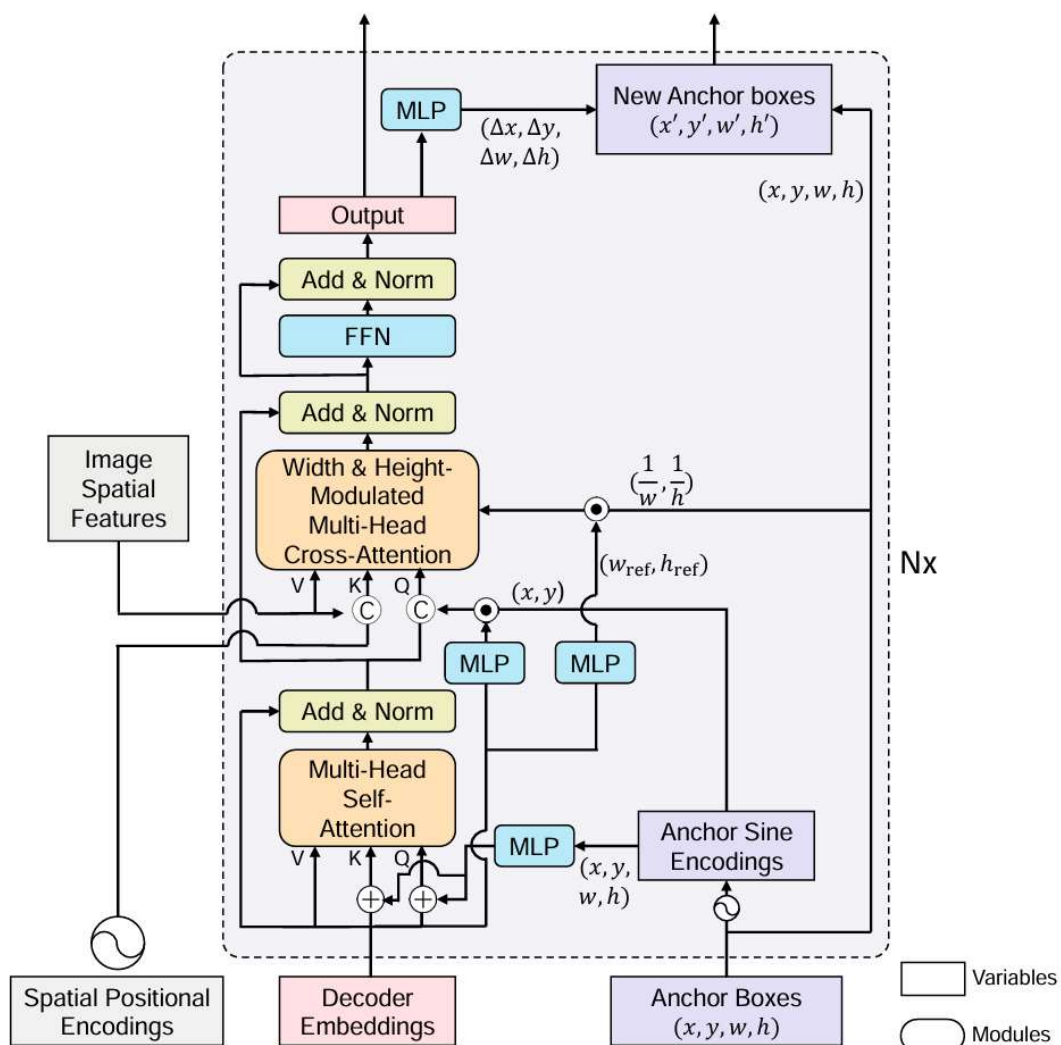 MLP
(Δx, Δy,
Δw, Δh)
New Anchor boxes
(x′, y′, w′, h′)
(x, y, w, h)
Output
Add & Norm
FFN
Add & Norm
Image
Spatial
Features
Width & Height-
Modulated
Multi-Head
Cross-Attention
V
K
Q
(1/w, 1/h)
Nx
(w_ref, h_ref)
(x, y)
C
C
MLP
MLP
Add & Norm
Multi-Head
Self-
Attention
V
K
Q
MLP
(x, y,
w, h)
Anchor Sine
Encodings
Spatial Positional
Encodings
Decoder
Embeddings
Anchor Boxes
(x, y, w, h)
Variables
Modules